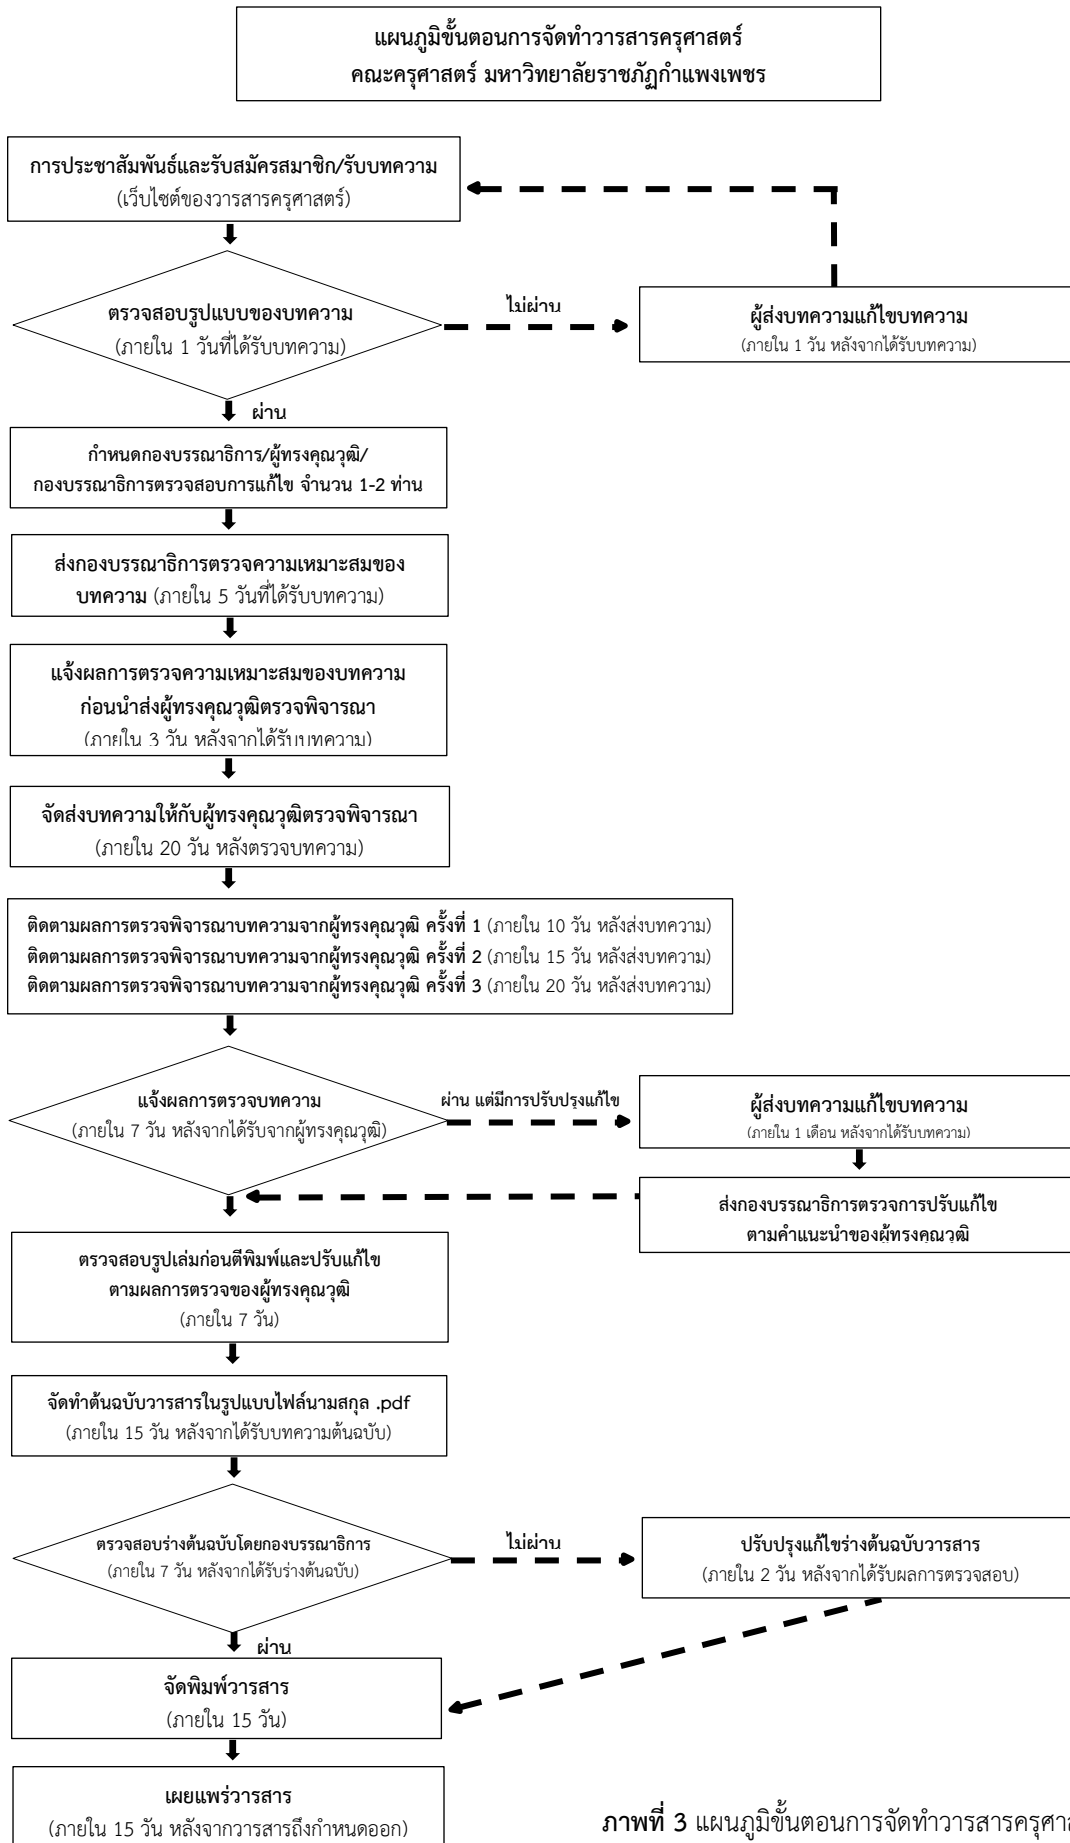 แผนภูมิขั้นตอนการจัดทำวารสารครุศาสตร์
คณะครุศาสตร์ มหาวิทยาลัยราชภัฏกำแพงเพชร
การประชาสัมพันธ์และรับสมัครสมาชิก/รับบทความ
(เว็บไซต์ของวารสารครุศาสตร์)
ตรวจสอบรูปแบบของบทความ
(ภายใน 1 วันที่ได้รับบทความ)
ไม่ผ่าน
ผู้ส่งบทความแก้ไขบทความ
(ภายใน 1 วัน หลังจากได้รับบทความ)
ผ่าน
กำหนดกองบรรณาธิการ/ผู้ทรงคุณวุฒิ/
กองบรรณาธิการตรวจสอบการแก้ไข จำนวน 1-2 ท่าน
ส่งกองบรรณาธิการตรวจความเหมาะสมของ
บทความ (ภายใน 5 วันที่ได้รับบทความ)
แจ้งผลการตรวจความเหมาะสมของบทความ
ก่อนนำส่งผู้ทรงคุณวุฒิตรวจพิจารณา
(ภายใน 3 วัน หลังจากได้รับบทความ)
จัดส่งบทความให้กับผู้ทรงคุณวุฒิตรวจพิจารณา
(ภายใน 20 วัน หลังตรวจบทความ)
ติดตามผลการตรวจพิจารณาบทความจากผู้ทรงคุณวุฒิ ครั้งที่ 1 (ภายใน 10 วัน หลังส่งบทความ)
ติดตามผลการตรวจพิจารณาบทความจากผู้ทรงคุณวุฒิ ครั้งที่ 2 (ภายใน 15 วัน หลังส่งบทความ)
ติดตามผลการตรวจพิจารณาบทความจากผู้ทรงคุณวุฒิ ครั้งที่ 3 (ภายใน 20 วัน หลังส่งบทความ)
แจ้งผลการตรวจบทความ
(ภายใน 7 วัน หลังจากได้รับจากผู้ทรงคุณวุฒิ)
ผ่าน แต่มีการปรับปรุงแก้ไข
ผู้ส่งบทความแก้ไขบทความ
(ภายใน 1 เดือน หลังจากได้รับบทความ)
ส่งกองบรรณาธิการตรวจการปรับแก้ไข
ตามคำแนะนำของผู้ทรงคุณวุฒิ
ตรวจสอบรูปเล่มก่อนตีพิมพ์และปรับแก้ไข
ตามผลการตรวจของผู้ทรงคุณวุฒิ
(ภายใน 7 วัน)
จัดทำต้นฉบับวารสารในรูปแบบไฟล์นามสกุล .pdf
(ภายใน 15 วัน หลังจากได้รับบทความต้นฉบับ)
ตรวจสอบร่างต้นฉบับโดยกองบรรณาธิการ
(ภายใน 7 วัน หลังจากได้รับร่างต้นฉบับ)
ไม่ผ่าน
ปรับปรุงแก้ไขร่างต้นฉบับวารสาร
(ภายใน 2 วัน หลังจากได้รับผลการตรวจสอบ)
ผ่าน
จัดพิมพ์วารสาร
(ภายใน 15 วัน)
เผยแพร่วารสาร
(ภายใน 15 วัน หลังจากวารสารถึงกำหนดออก)
ภาพที่ 3 แผนภูมิขั้นตอนการจัดทำวารสารครุศา